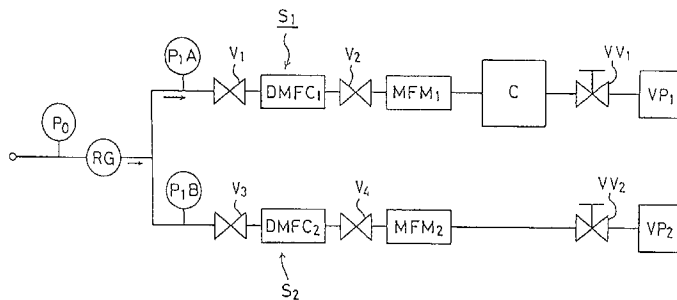 S₁
P₁A V₁ DMFC₁ V₂ MFM₁ C VV₁ VP₁
P₀ RG
P₁B V₃ DMFC₂ V₄ MFM₂ VV₂ VP₂
S₂